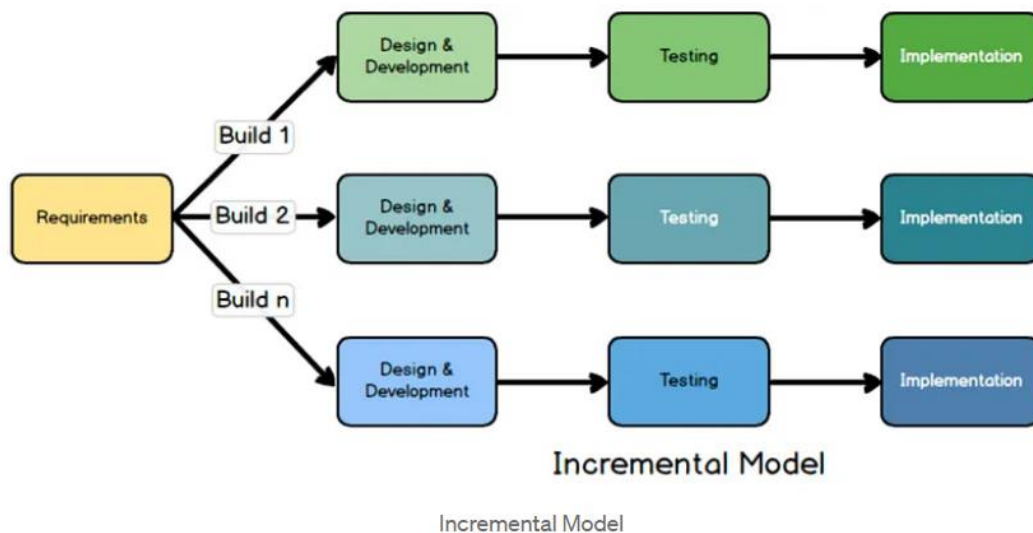 Design &
Development
Testing
Implementation
Build 1
Requirements
Build 2
Design &
Development
Testing
Implementation
Build n
Design &
Development
Testing
Implementation
Incremental Model
Incremental Model